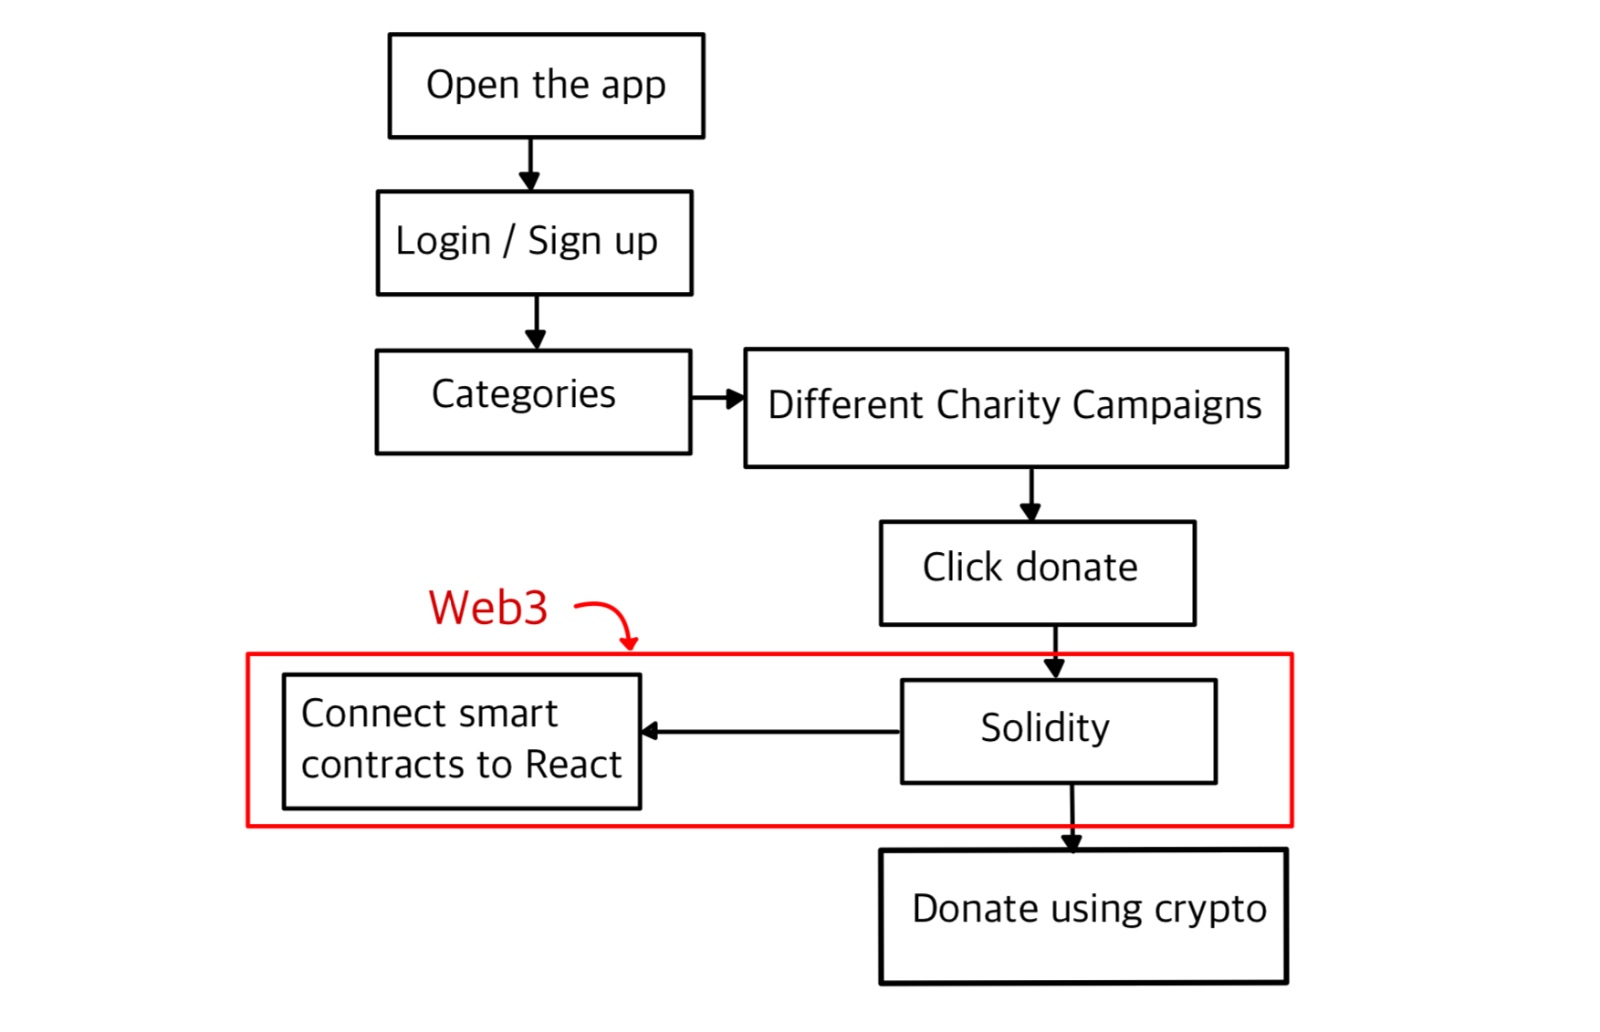 Open the app
Login / Sign up
Categories
Different Charity Campaigns
Click donate
Web3
Connect smart
contracts to React
Solidity
Donate using crypto